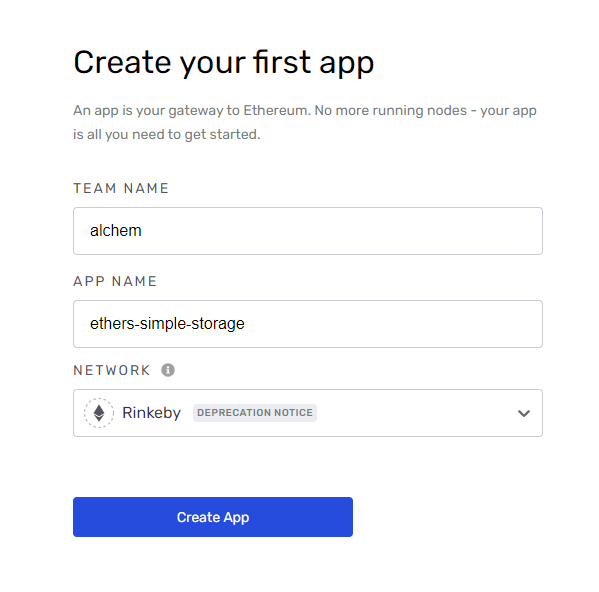 Create your first app
An app is your gateway to Ethereum. No more running nodes - your app
is all you need to get started.
TEAM NAME
alchem
APP NAME
ethers-simple-storage
NETWORK
Rinkeby DEPRECATION NOTICE
Create App